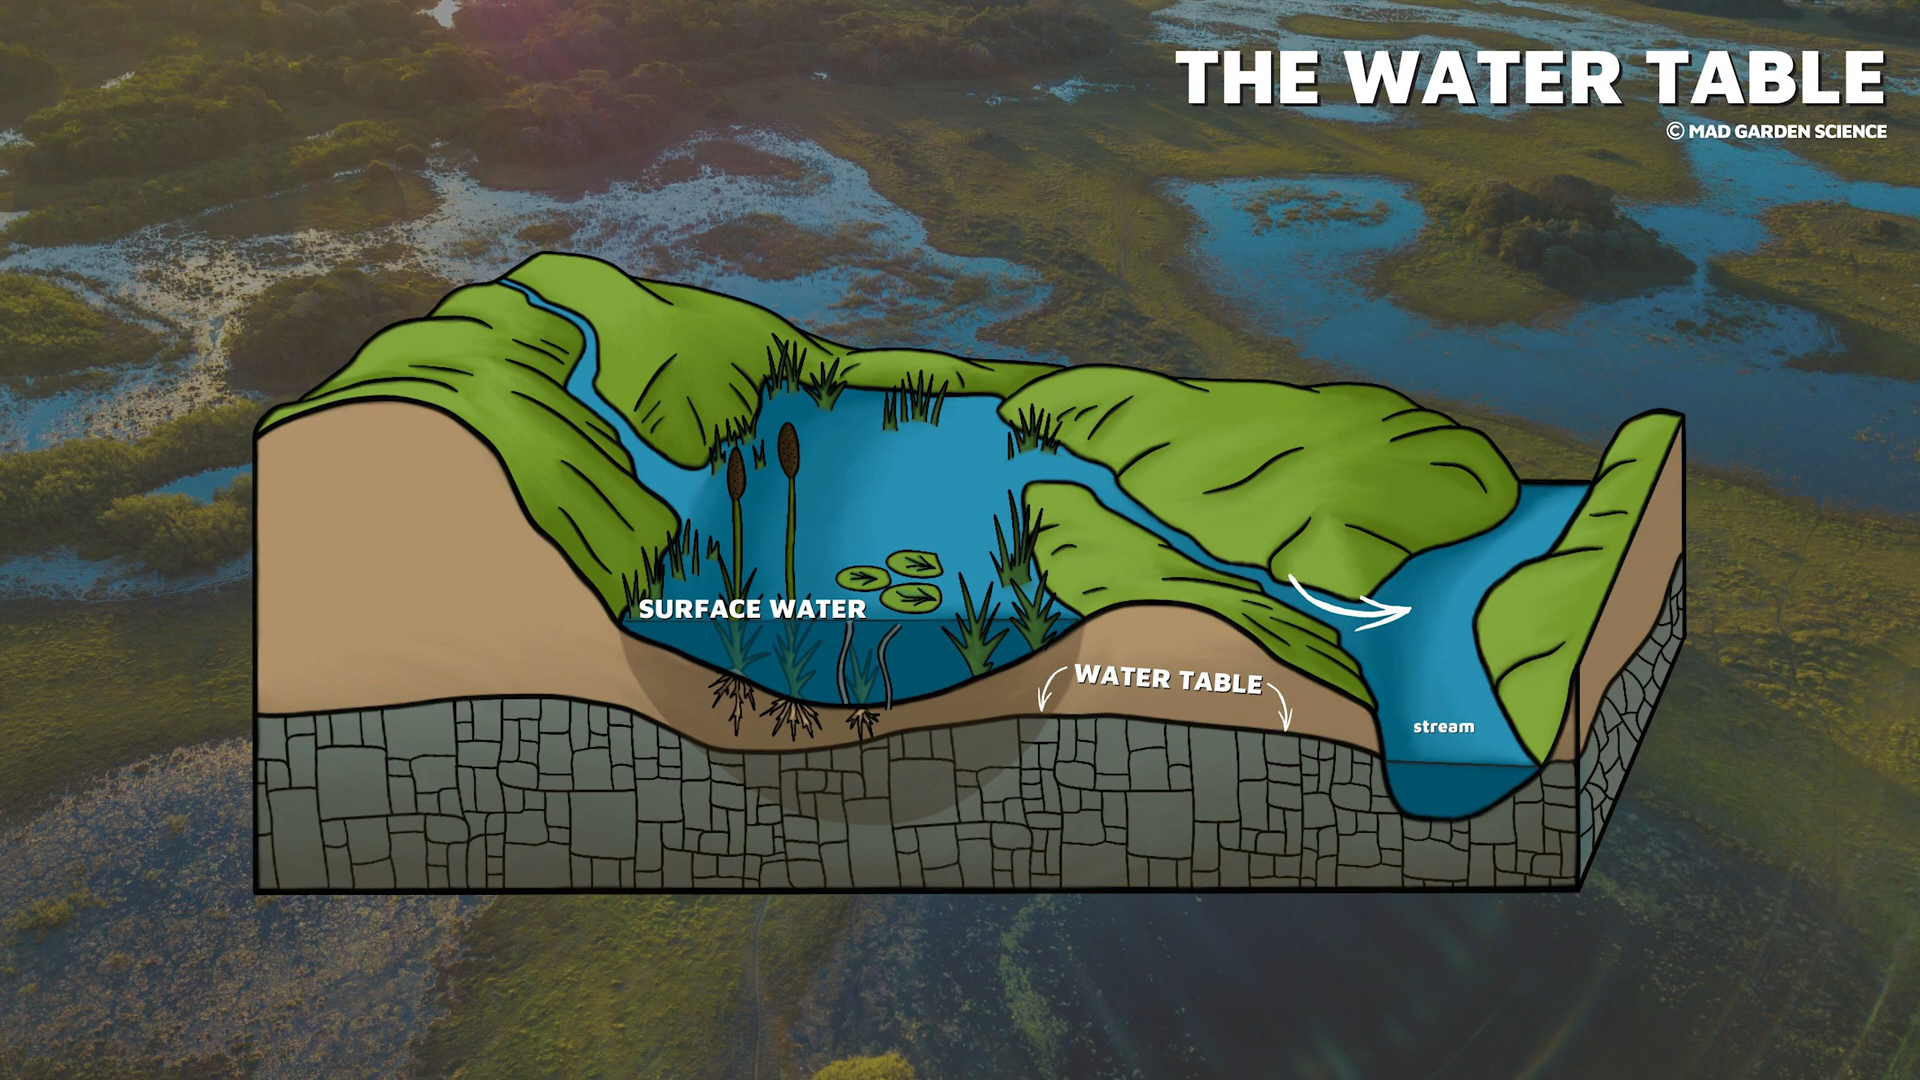 THE WATER TABLE
© MAD GARDEN SCIENCE
SURFACE WATER
WATER TABLE
stream